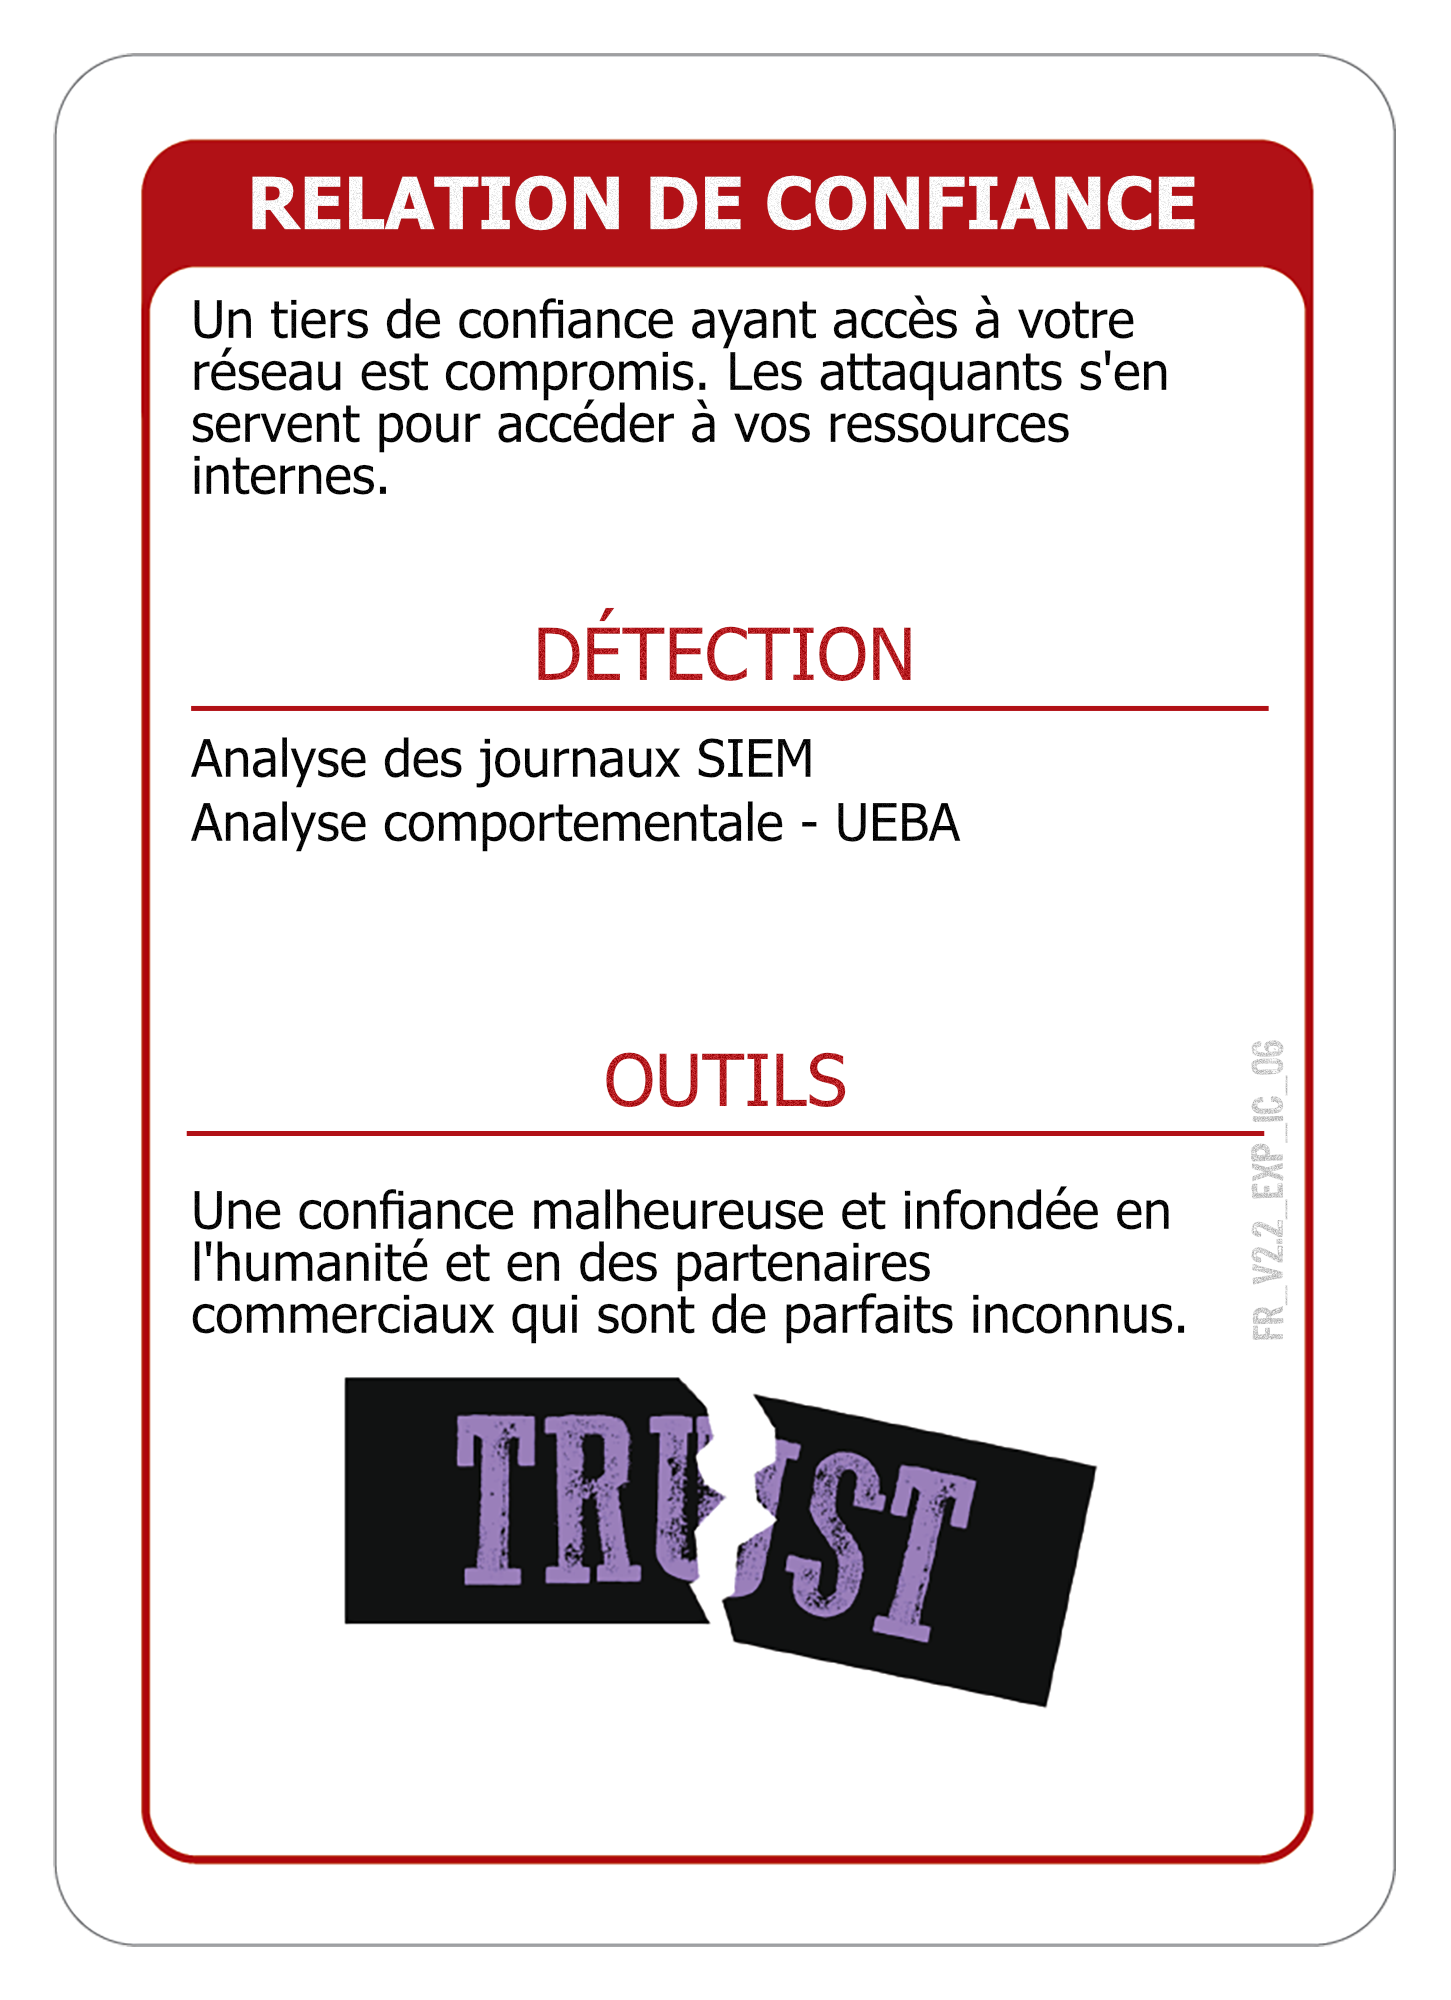 RELATION DE CONFIANCE
Un tiers de confiance ayant accès à votre
réseau est compromis. Les attaquants s'en
servent pour accéder à vos ressources
internes.
DÉTECTION
Analyse des journaux SIEM
Analyse comportementale - UEBA
OUTILS
Une confiance malheureuse et infondée en
l'humanité et en des partenaires
commerciaux qui sont de parfaits inconnus.
TRUST
FR_V2.2_EXP_IC_06